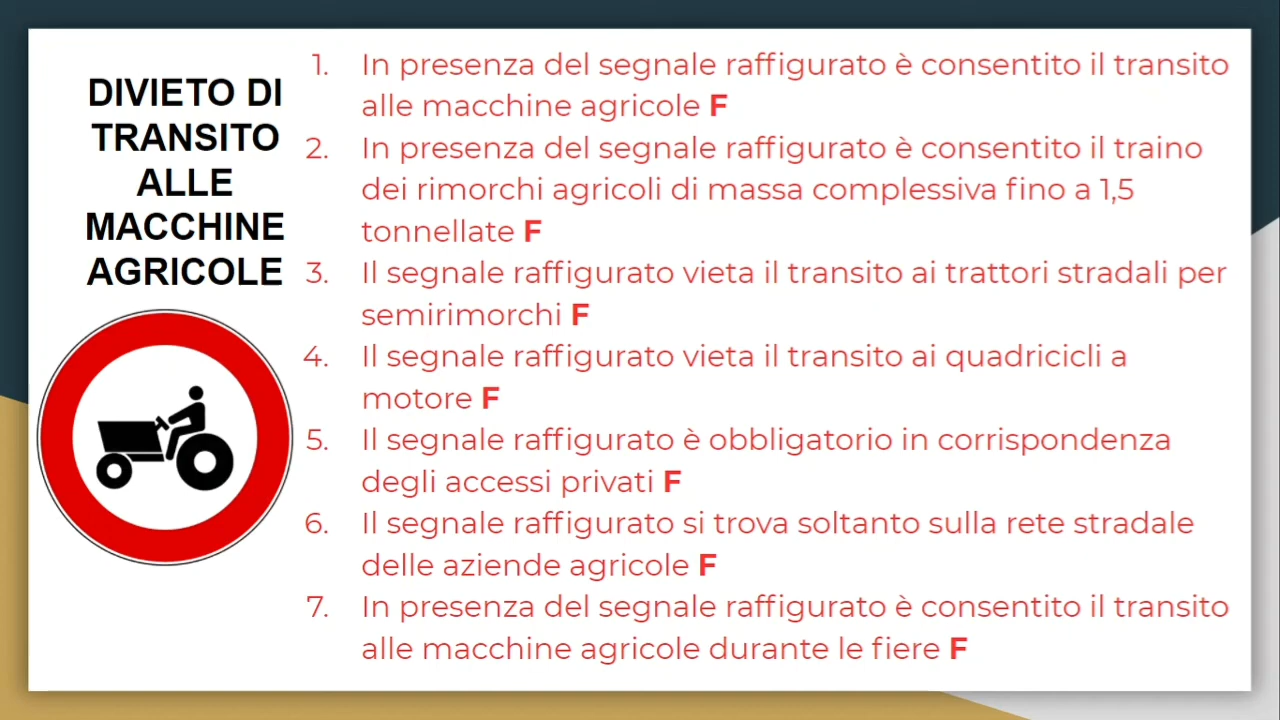 DIVIETO DI
TRANSITO
ALLE
MACCHINE
AGRICOLE
1. In presenza del segnale raffigurato è consentito il transito
alle macchine agricole F
2. In presenza del segnale raffigurato è consentito il traino
dei rimorchi agricoli di massa complessiva fino a 1,5
tonnellate F
3. Il segnale raffigurato vieta il transito ai trattori stradali per
semirimorchi F
4. Il segnale raffigurato vieta il transito ai quadricicli a
motore F
5. Il segnale raffigurato è obbligatorio in corrispondenza
degli accessi privati F
6. Il segnale raffigurato si trova soltanto sulla rete stradale
delle aziende agricole F
7. In presenza del segnale raffigurato è consentito il transito
alle macchine agricole durante le fiere F